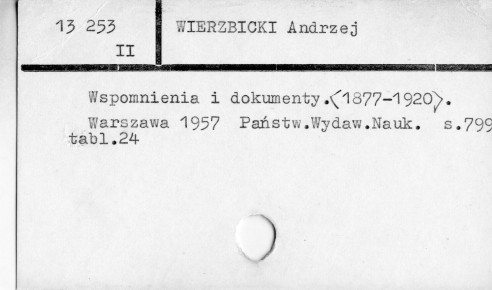 13 253
II
WIERZBICKI Andrzej
Wspomnienia i dokumenty.<1877-1920>.
Warszawa 1957 Państw.Wydaw.Nauk. s.799
tabl.24